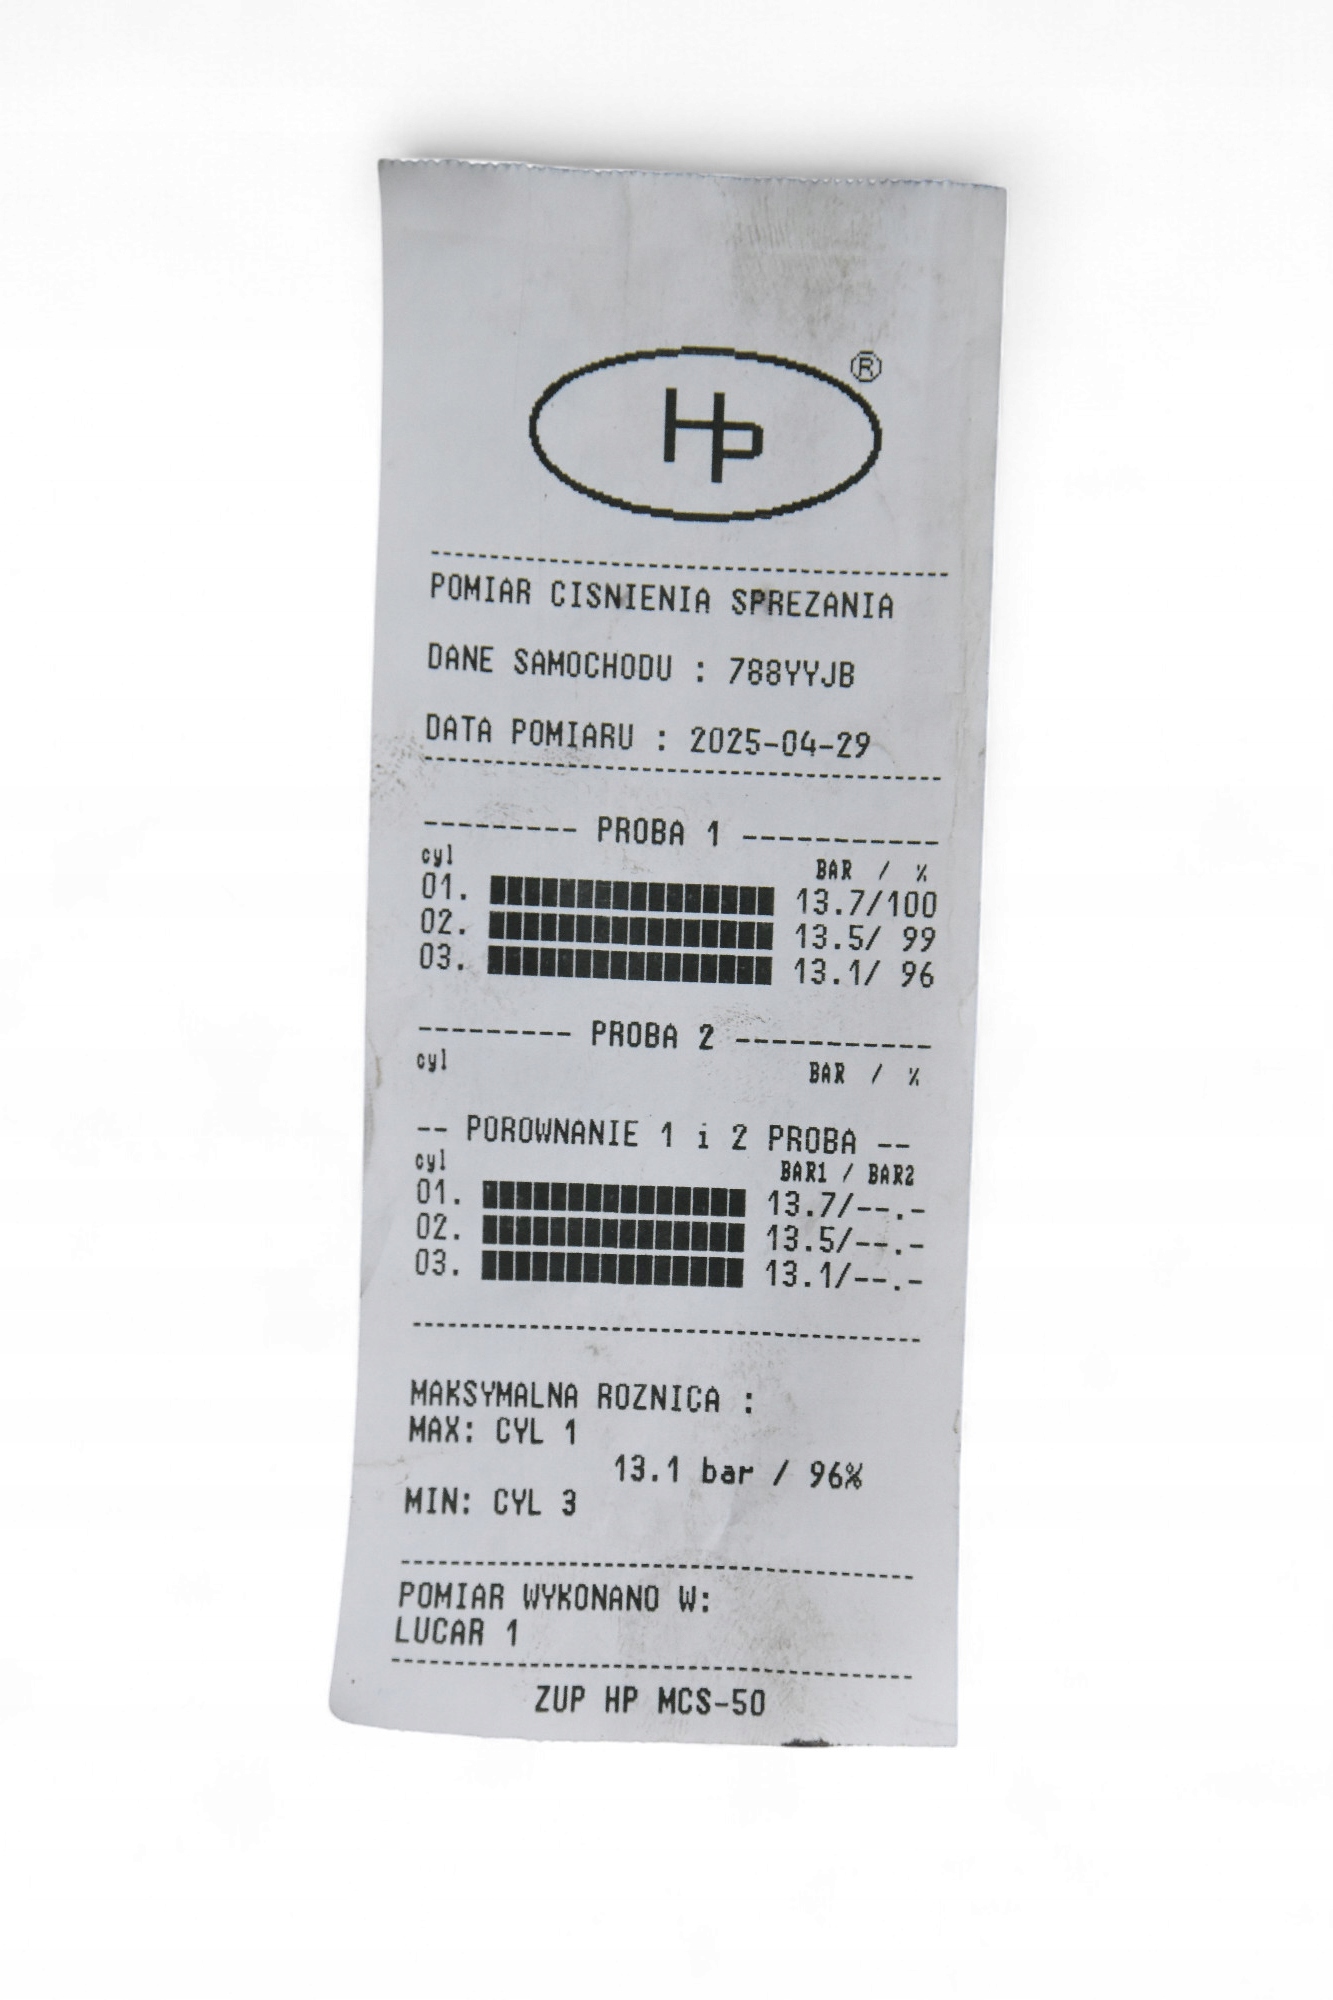 HP ®
--------------------------------
POMIAR CISNIENIA SPREZANIA
DANE SAMOCHODU : 788YYJB
DATA POMIARU : 2025-04-29
--------------------------------
--------- PROBA 1 -----------
cyl BAR / %
01. 13.7/100
02. 13.5/ 99
03. 13.1/ 96
--------- PROBA 2 -----------
cyl BAR / %
-- POROWNANIE 1 i 2 PROBA --
cyl BAR1 / BAR2
01. 13.7/--.-
02. 13.5/--.-
03. 13.1/--.-
--------------------------------
MAKSYMALNA ROZNICA :
MAX: CYL 1
13.1 bar / 96%
MIN: CYL 3
--------------------------------
POMIAR WYKONANO W:
LUCAR 1
--------------------------------
ZUP HP MCS-50